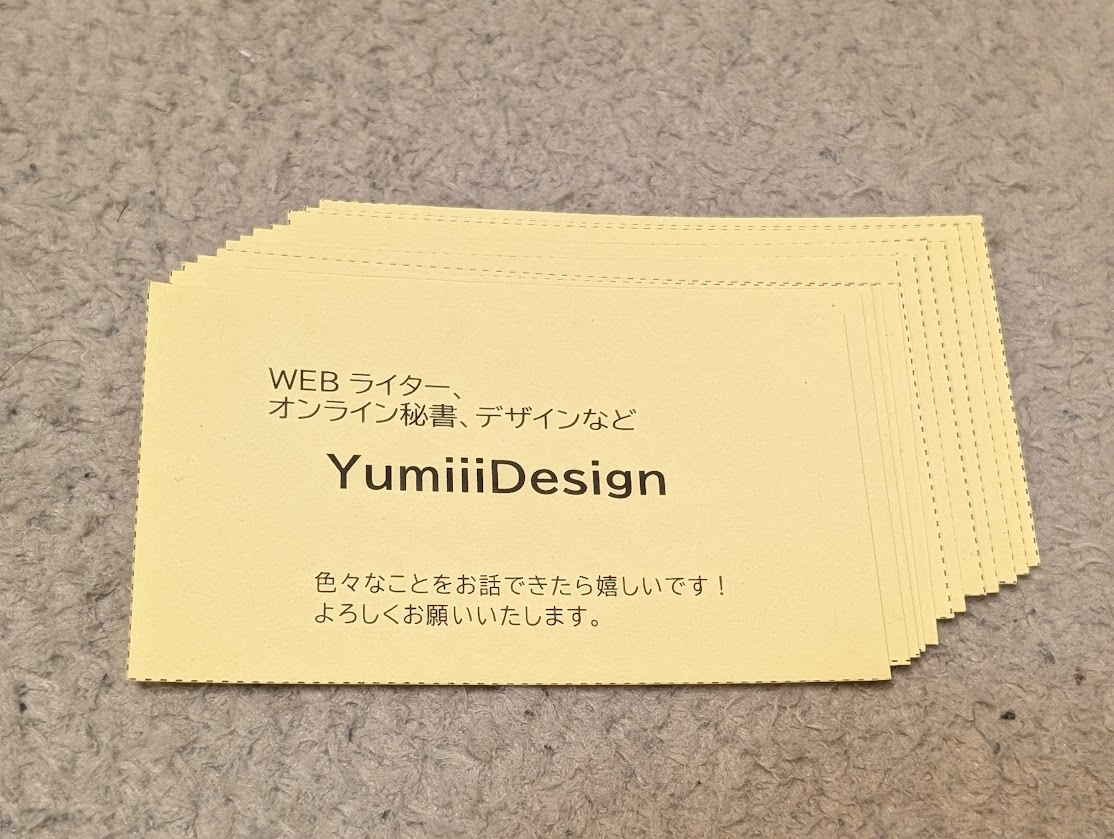 WEB ライター、
オンライン秘書、デザインなど
YumiiiDesign
色々なことをお話できたら嬉しいです！
よろしくお願いいたします。